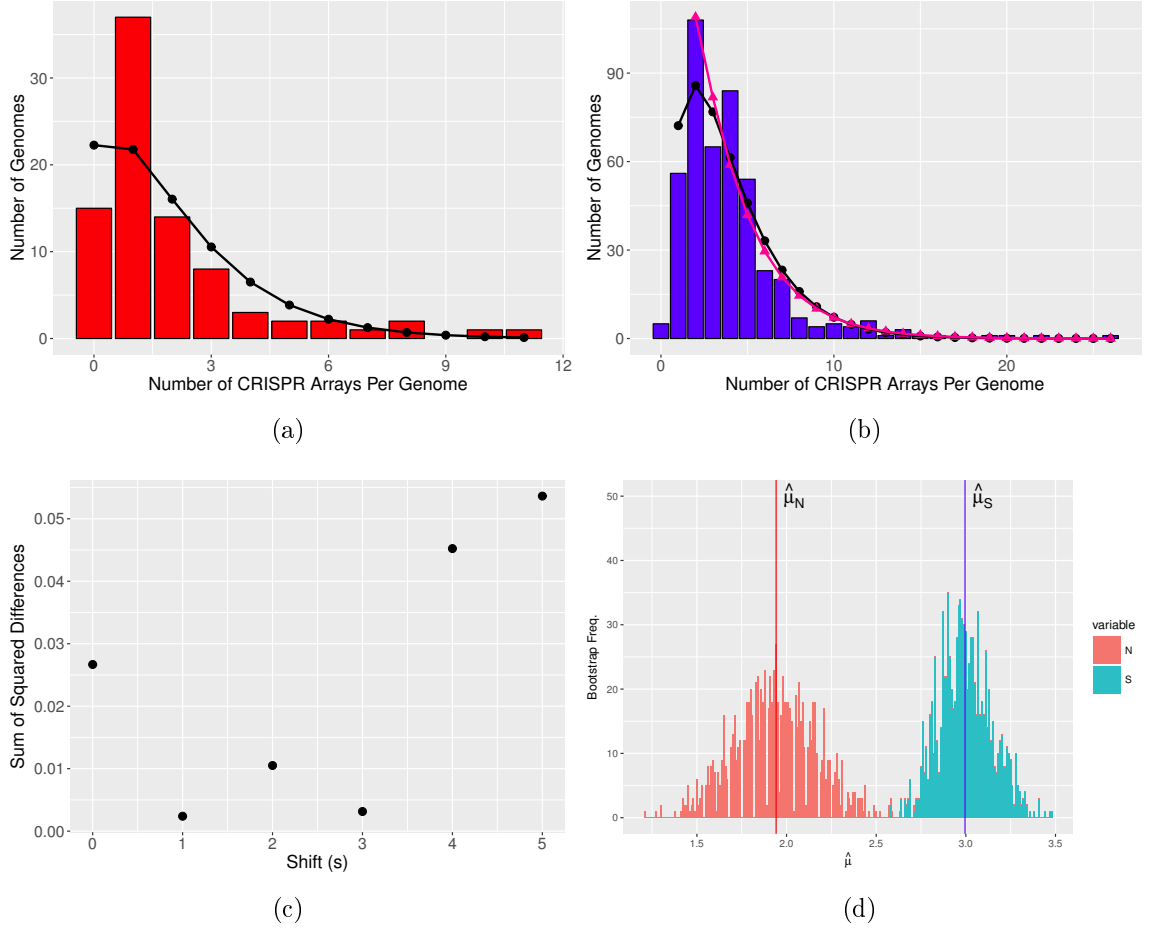 Number of Genomes
30
20
10
0
0
3
6
9
12
Number of CRISPR Arrays Per Genome
(a)
Number of Genomes
90
60
30
0
0
10
20
Number of CRISPR Arrays Per Genome
(b)
Sum of Squared Differences
0.05
0.04
0.03
0.02
0.01
0.00
0
1
2
3
4
5
Shift (s)
(c)
Bootstrap Freq.
50
40
30
20
10
0
μ̂N
μ̂S
1.5
2.0
2.5
3.0
3.5
μ̂
variable
N
S
(d)